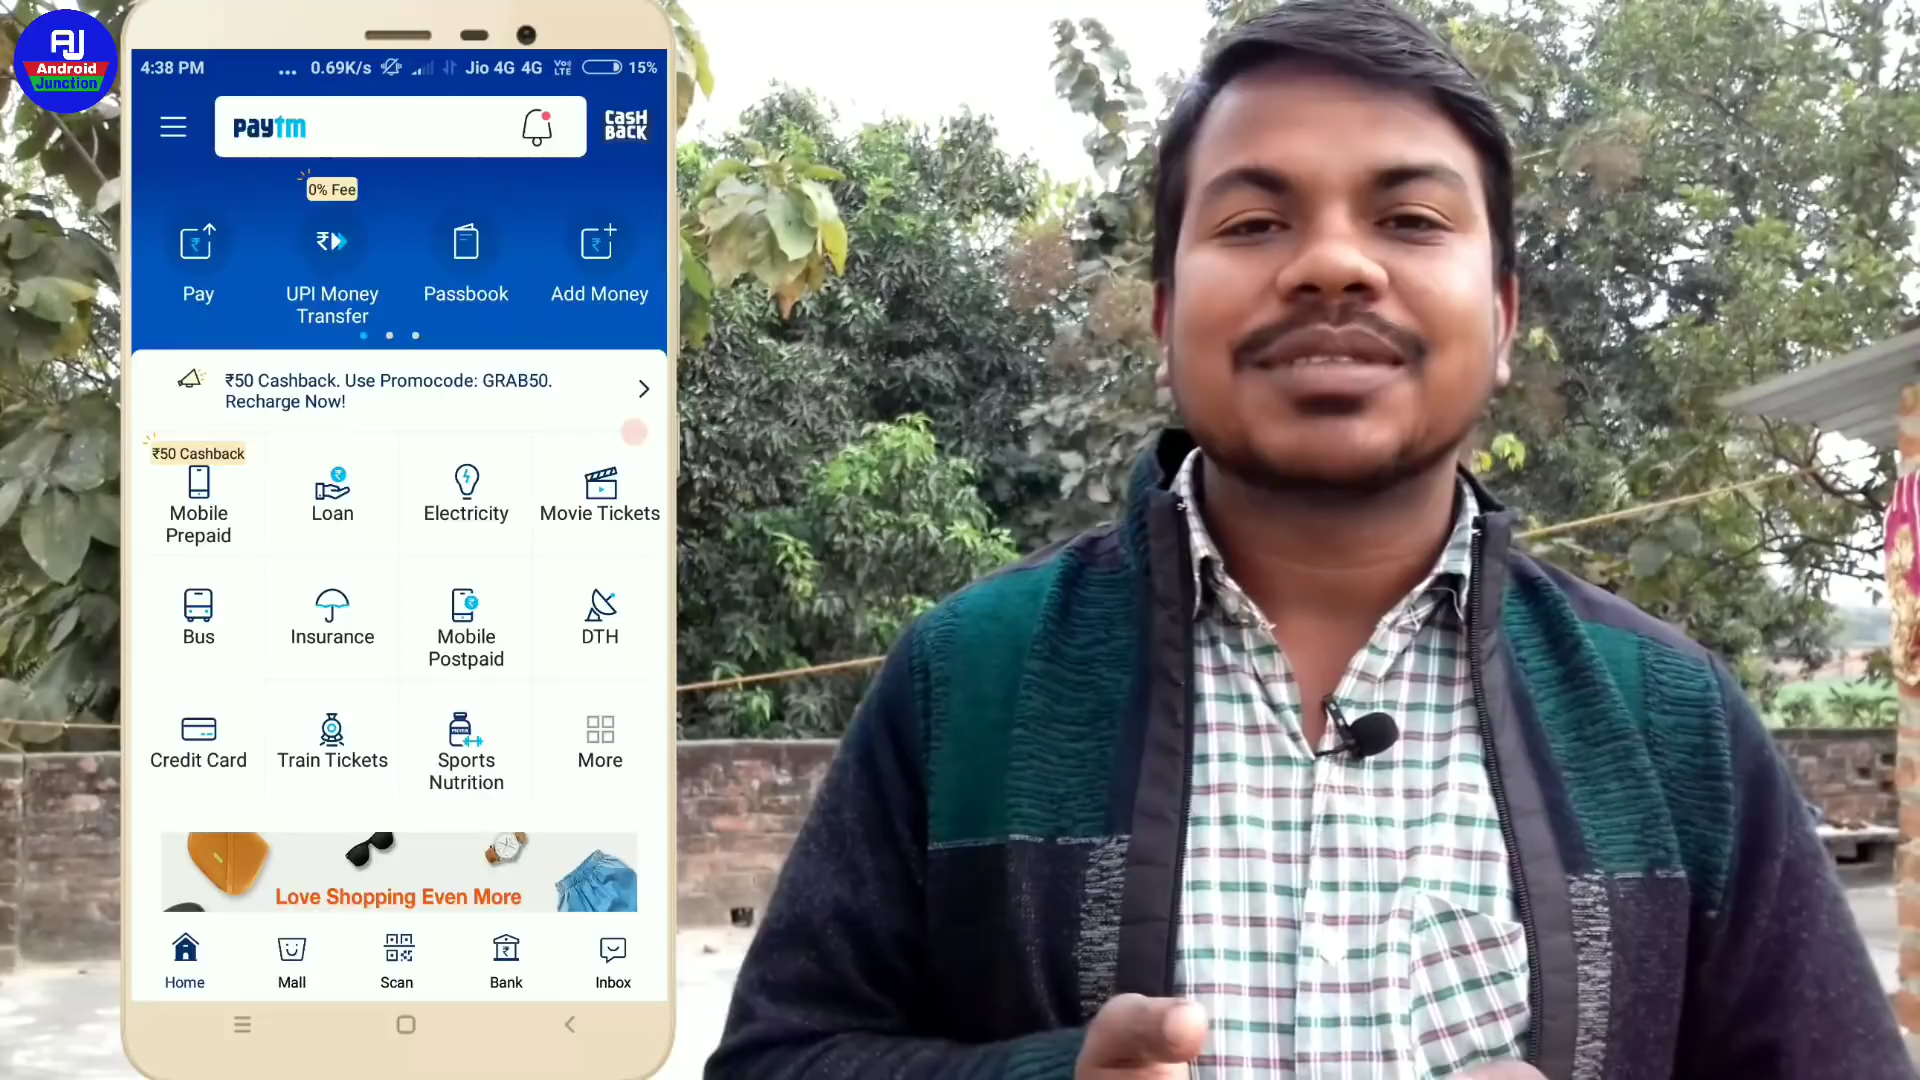 AJ
Android
Junction
4:38 PM
... 0.69K/s Jio 4G 4G Vo) LTE 15%
paytm
CASH
BACK
0% Fee
Pay
UPI Money
Transfer
Passbook
Add Money
₹50 Cashback. Use Promocode: GRAB50.
Recharge Now!
₹50 Cashback
Mobile
Prepaid
Loan
Electricity
Movie Tickets
Bus
Insurance
Mobile
Postpaid
DTH
Credit Card
Train Tickets
Sports
Nutrition
More
Love Shopping Even More
Home
Mall
Scan
Bank
Inbox